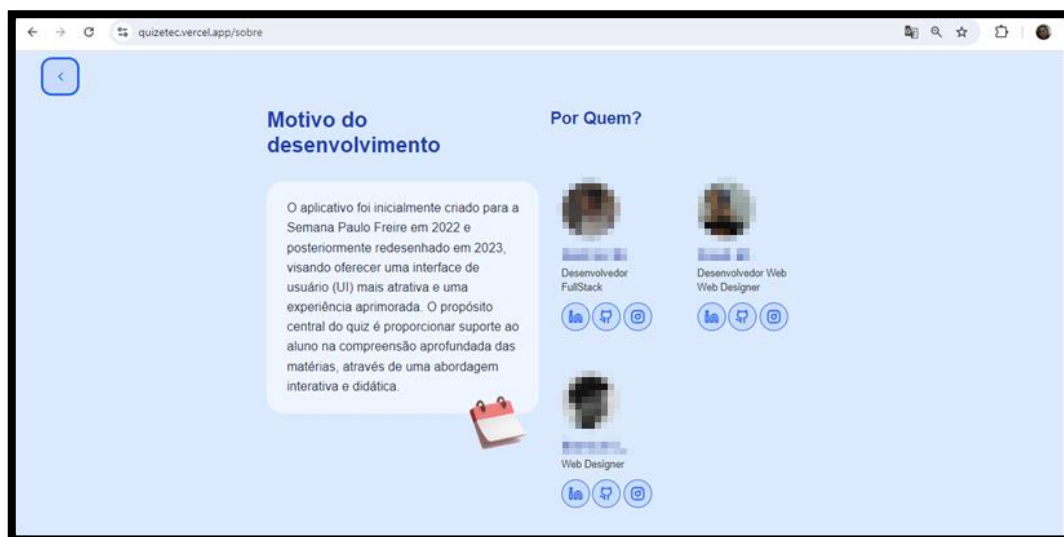 quizetec.vercel.app/sobre
Motivo do
desenvolvimento
O aplicativo foi inicialmente criado para a
Semana Paulo Freire em 2022 e
posteriormente redesenhado em 2023,
visando oferecer uma interface de
usuário (UI) mais atrativa e uma
experiência aprimorada. O propósito
central do quiz é proporcionar suporte ao
aluno na compreensão aprofundada das
matérias, através de uma abordagem
interativa e didática.
Por Quem?
Desenvolvedor
FullStack
Desenvolvedor Web
Web Designer
Web Designer